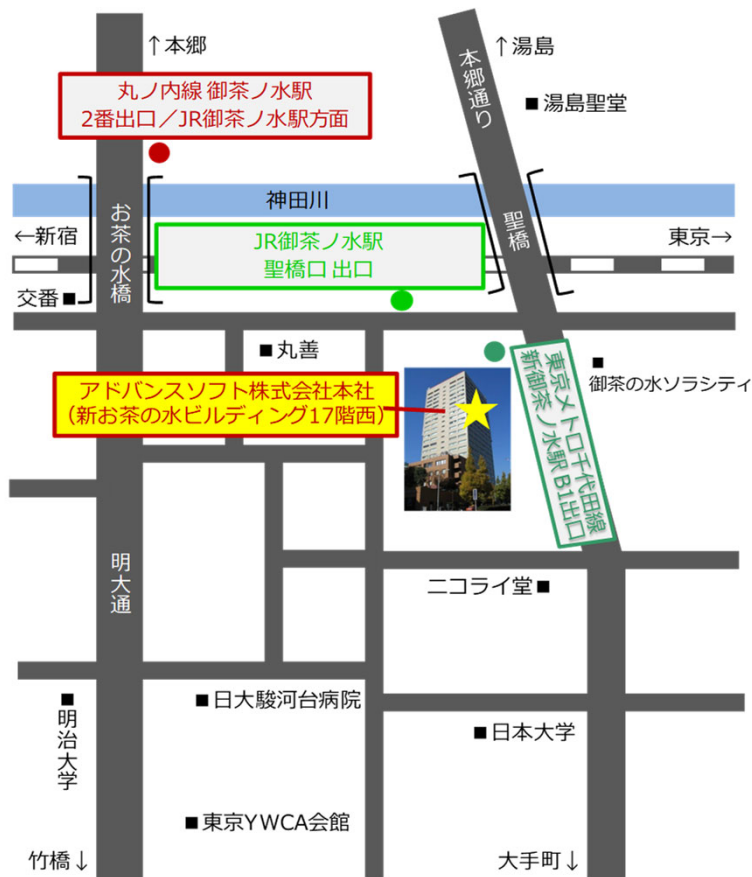 ↑本郷
↑湯島
本郷通り
丸ノ内線 御茶ノ水駅
2番出口／JR御茶ノ水駅方面
■湯島聖堂
神田川
お茶の水橋
聖橋
←新宿
JR御茶ノ水駅
聖橋口 出口
東京→
交番■
■丸善
■
御茶の水ソラシティ
アドバンスソフト株式会社本社
（新お茶の水ビルディング17階西）
東京メトロ千代田線
新御茶ノ水駅 B1出口
明大通
ニコライ堂■
■明治大学
■日大駿河台病院
■日本大学
■東京YWCA会館
竹橋↓
大手町↓